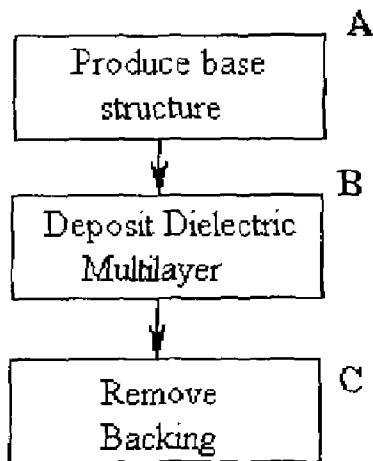 A
Produce base
structure
B
Deposit Dielectric
Multilayer
C
Remove
Backing